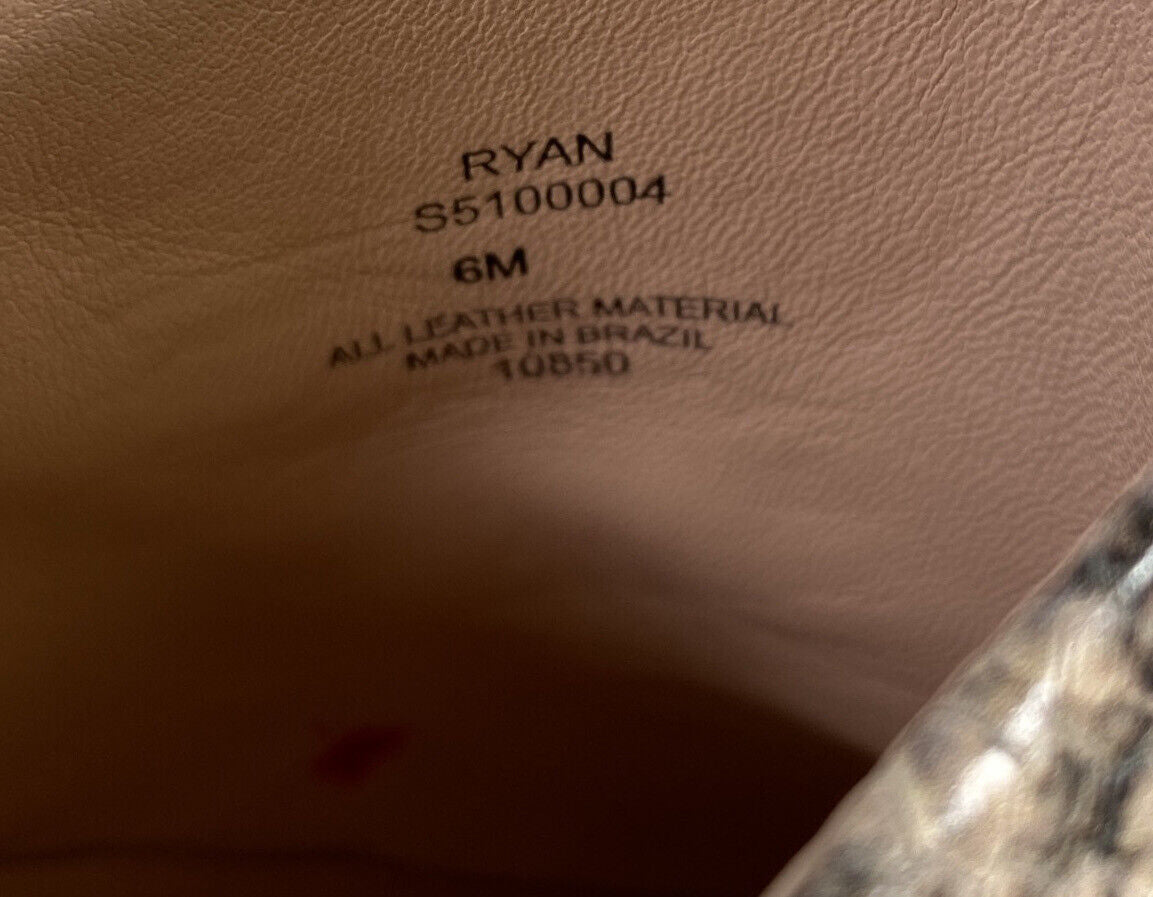 RYAN
S5100004
6M
ALL LEATHER MATERIAL
MADE IN BRAZIL
10850